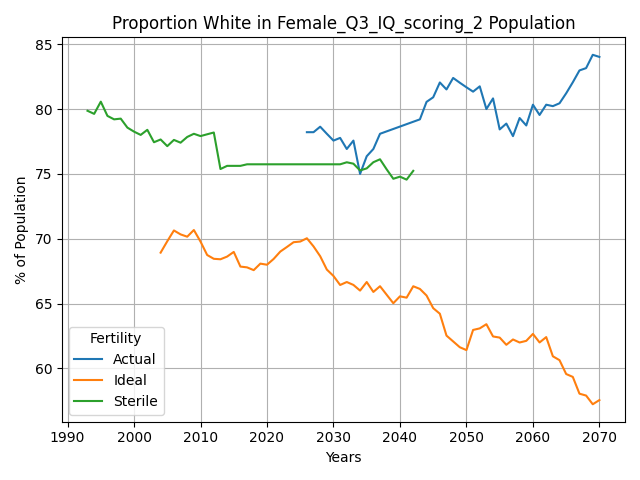 Proportion White in Female_Q3_IQ_scoring_2 Population
85
80
75
70
65
60
% of Population
Fertility
Actual
Ideal
Sterile
1990 2000 2010 2020 2030 2040 2050 2060 2070
Years